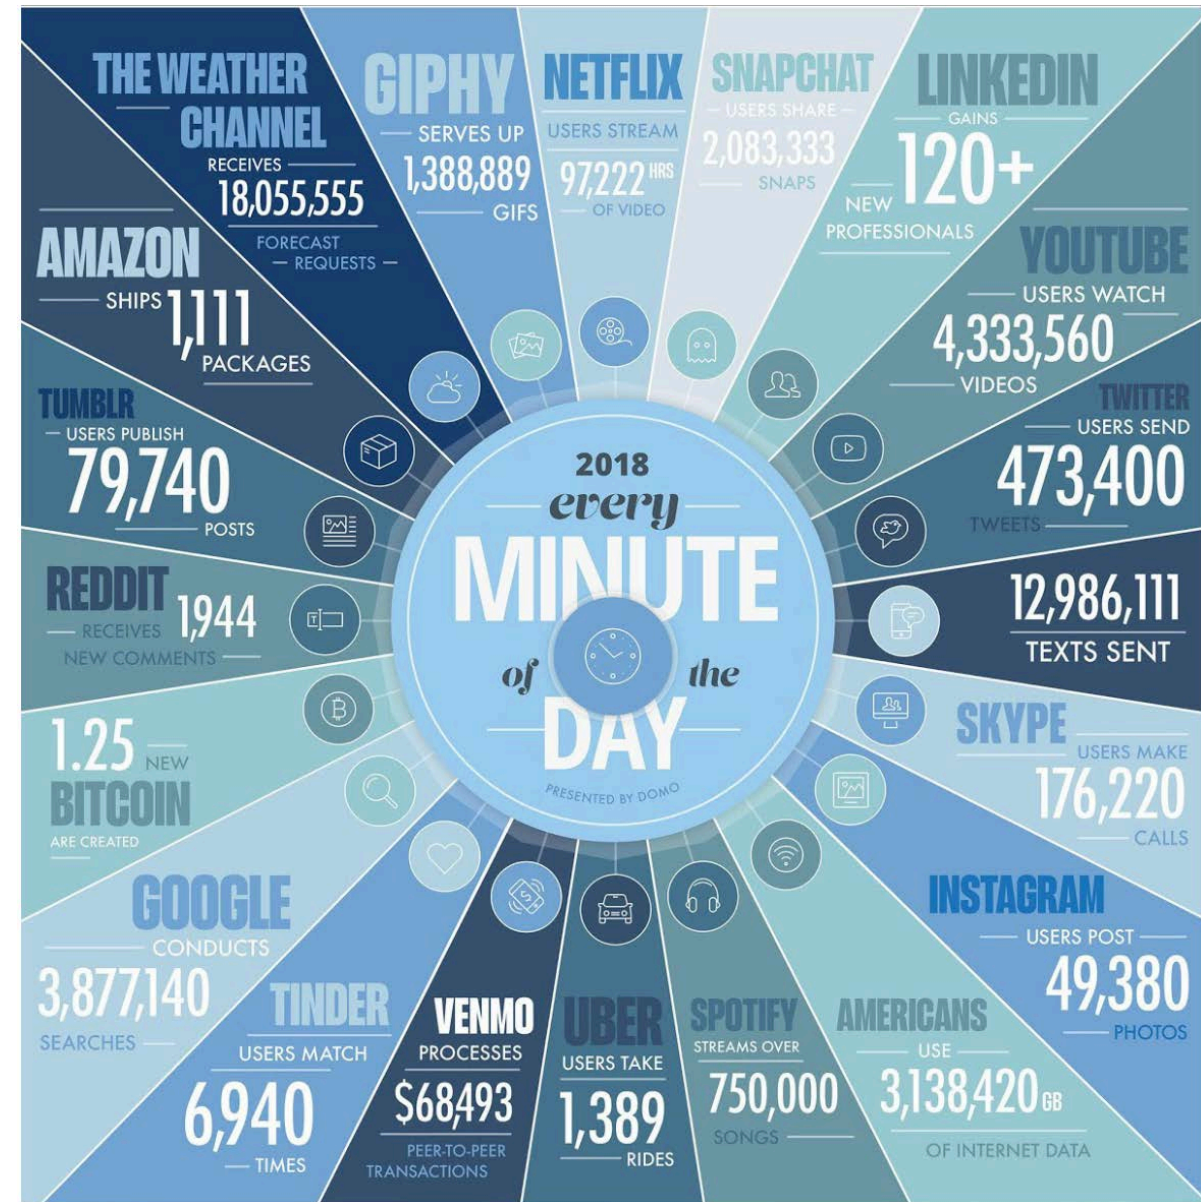 THE WEATHER
CHANNEL
RECEIVES
18,055,555
FORECAST
REQUESTS
GIPHY
SERVES UP
1,388,889
GIFS
NETFLIX
USERS STREAM
97,222 HRS
OF VIDEO
SNAPCHAT
USERS SHARE
2,083,333
SNAPS
LINKEDIN
GAINS
120+
NEW
PROFESSIONALS
YOUTUBE
USERS WATCH
4,333,560
VIDEOS
TWITTER
USERS SEND
473,400
TWEETS
12,986,111
TEXTS SENT
SKYPE
USERS MAKE
176,220
CALLS
INSTAGRAM
USERS POST
49,380
PHOTOS
AMERICANS
USE
3,138,420 GB
OF INTERNET DATA
SPOTIFY
STREAMS OVER
750,000
SONGS
UBER
USERS TAKE
1,389
RIDES
VENMO
PROCESSES
$68,493
PEER-TO-PEER
TRANSACTIONS
TINDER
USERS MATCH
6,940
TIMES
GOOGLE
CONDUCTS
3,877,140
SEARCHES
1.25 NEW
BITCOIN
ARE CREATED
REDDIT
RECEIVES 1,944
NEW COMMENTS
TUMBLR
USERS PUBLISH
79,740
POSTS
AMAZON
SHIPS 1,111
PACKAGES
2018
every
MINUTE
of the
DAY
PRESENTED BY DOMO